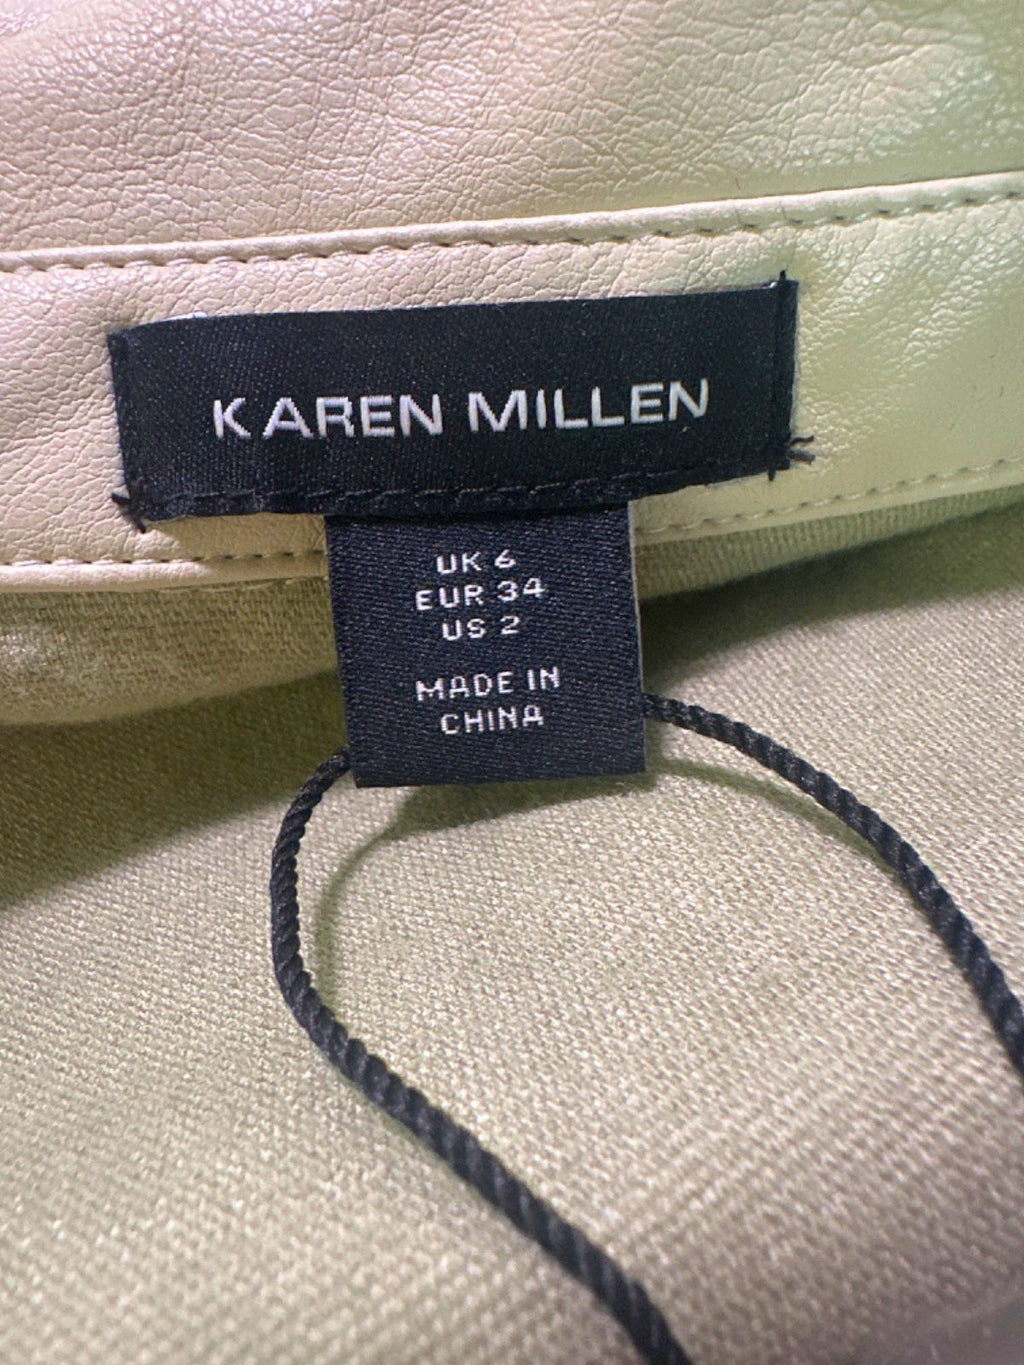 KAREN MILLEN
UK 6
EUR 34
US 2
MADE IN
CHINA